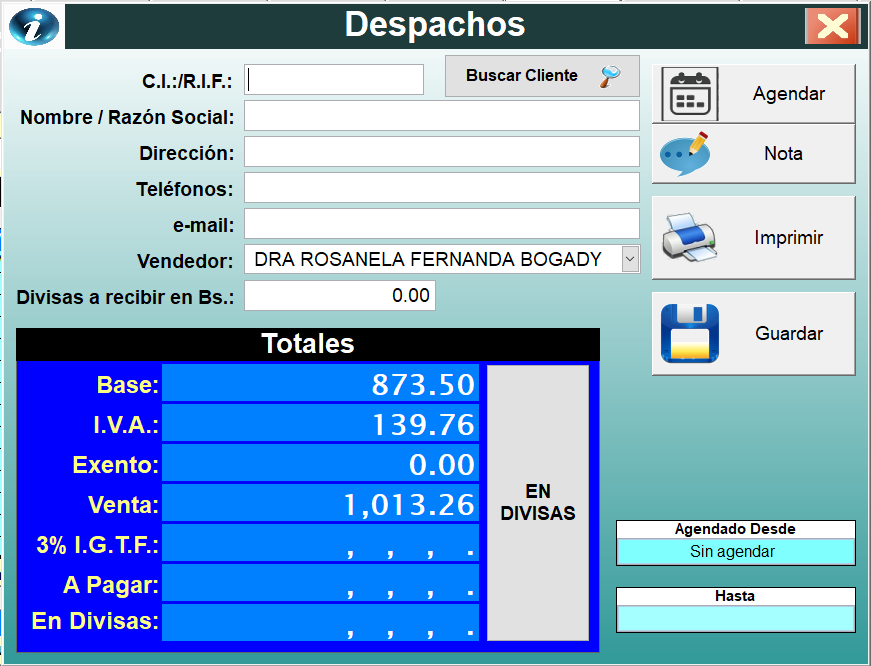 Despachos
C.I.:/R.I.F.:
Buscar Cliente
Nombre / Razón Social:
Dirección:
Teléfonos:
e-mail:
Vendedor: DRA ROSANELA FERNANDA BOGADY
Divisas a recibir en Bs.: 0.00
Agendar
Nota
Imprimir
Guardar
Totales
Base: 873.50
I.V.A.: 139.76
Exento: 0.00
Venta: 1,013.26
3% I.G.T.F.: , , , .
A Pagar: , , , .
En Divisas: , , , .
EN
DIVISAS
Agendado Desde
Sin agendar
Hasta